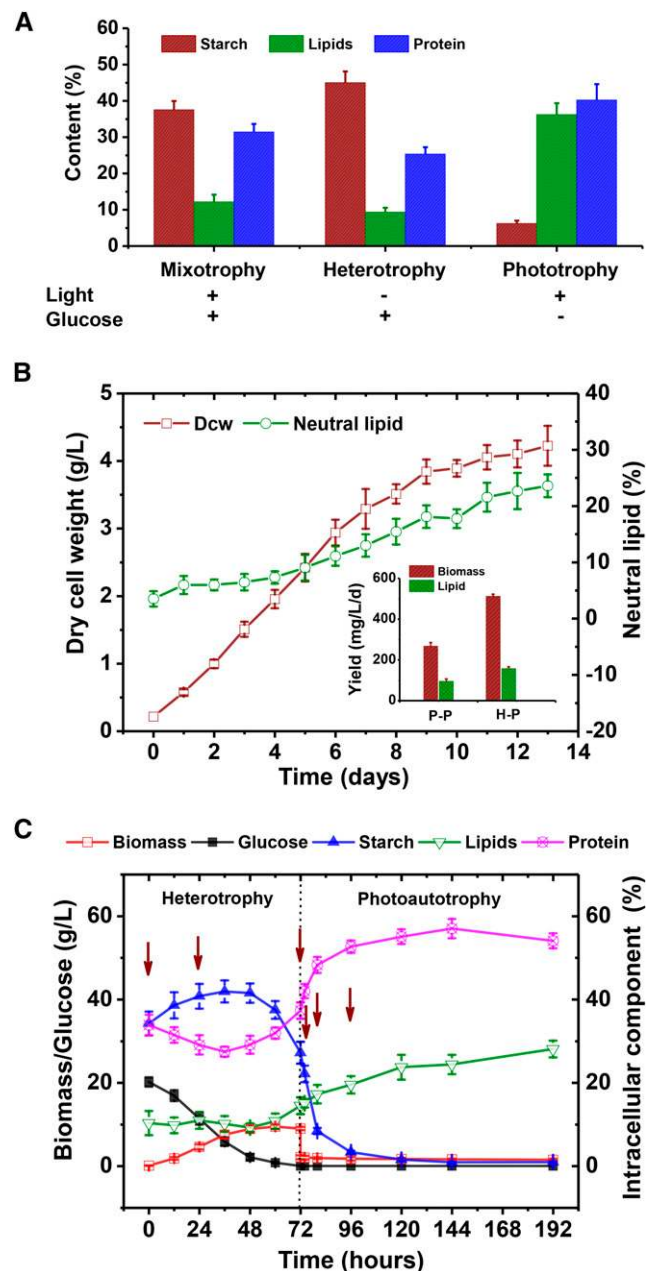 A
Starch Lipids Protein
Content (%)
60
50
40
30
20
10
0
Mixotrophy Heterotrophy Phototrophy
Light + - +
Glucose + + -
B
Dcw Neutral lipid
Dry cell weight (g/L)
5
4
3
2
1
0
Neutral lipid (%)
40
30
20
10
0
-10
-20
Biomass
Lipid
Yield (mg/L/d)
600
400
200
0
P-P H-P
0 2 4 6 8 10 12 14
Time (days)
C
Biomass Glucose Starch Lipids Protein
Heterotrophy Photoautotrophy
Biomass/Glucose (g/L)
60
40
20
0
Intracellular component (%)
60
40
20
0
0 24 48 72 96 120 144 168 192
Time (hours)